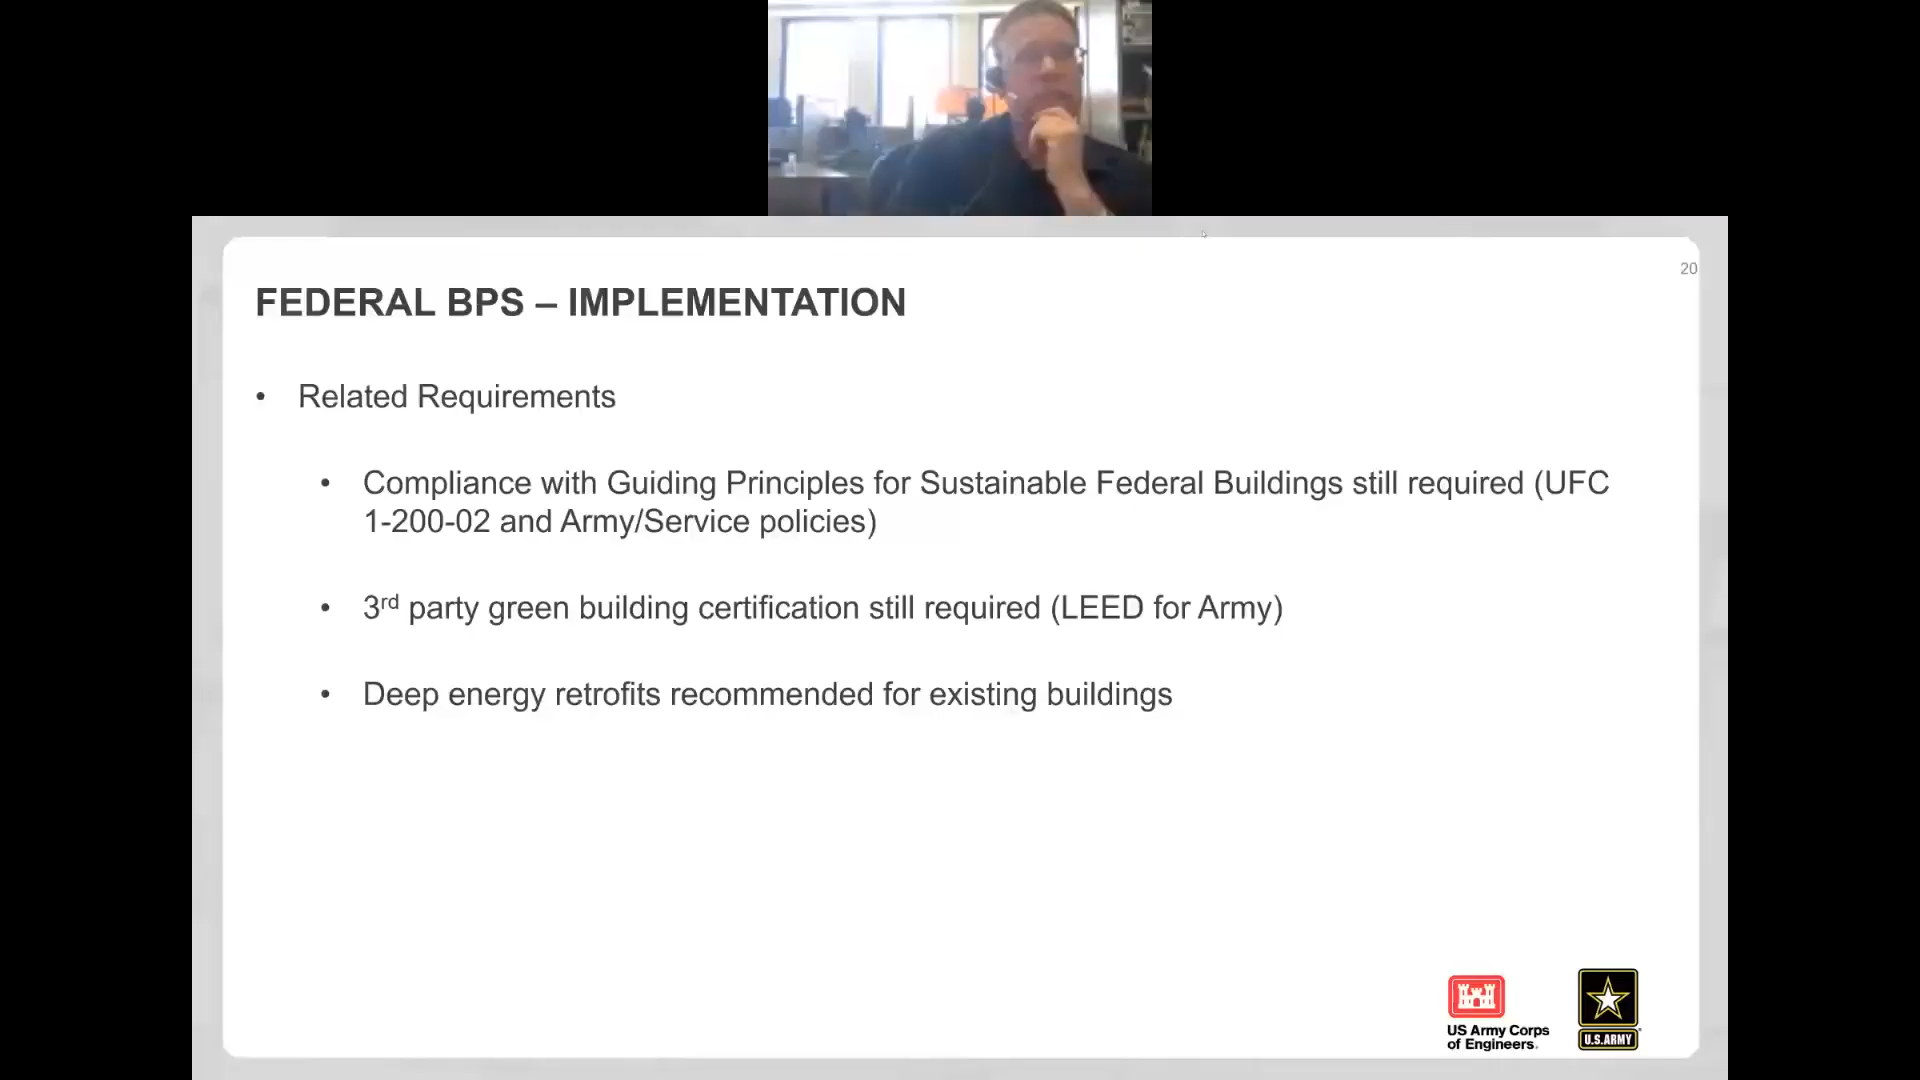 20
FEDERAL BPS – IMPLEMENTATION
• Related Requirements
• Compliance with Guiding Principles for Sustainable Federal Buildings still required (UFC
1-200-02 and Army/Service policies)
• 3rd party green building certification still required (LEED for Army)
• Deep energy retrofits recommended for existing buildings
US Army Corps
of Engeneers.
U.S.ARMY